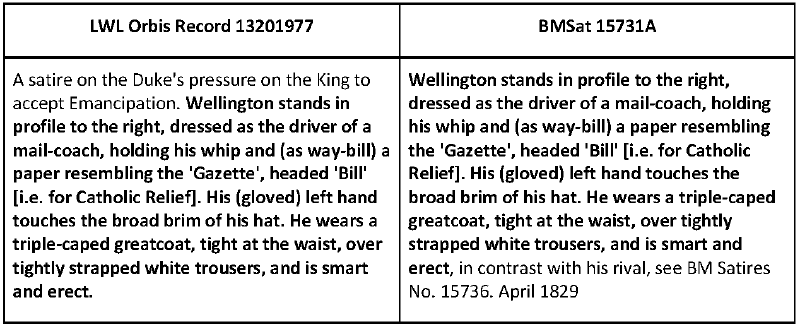 LWL Orbis Record 13201977
BMSat 15731A
A satire on the Duke's pressure on the King to
accept Emancipation. Wellington stands in
profile to the right, dressed as the driver of a
mail-coach, holding his whip and (as way-bill) a
paper resembling the 'Gazette', headed 'Bill'
[i.e. for Catholic Relief]. His (gloved) left hand
touches the broad brim of his hat. He wears a
triple-caped greatcoat, tight at the waist, over
tightly strapped white trousers, and is smart
and erect.
Wellington stands in profile to the right,
dressed as the driver of a mail-coach, holding
his whip and (as way-bill) a paper resembling
the 'Gazette', headed 'Bill' [i.e. for Catholic
Relief]. His (gloved) left hand touches the
broad brim of his hat. He wears a triple-caped
greatcoat, tight at the waist, over tightly
strapped white trousers, and is smart and
erect, in contrast with his rival, see BM Satires
No. 15736. April 1829